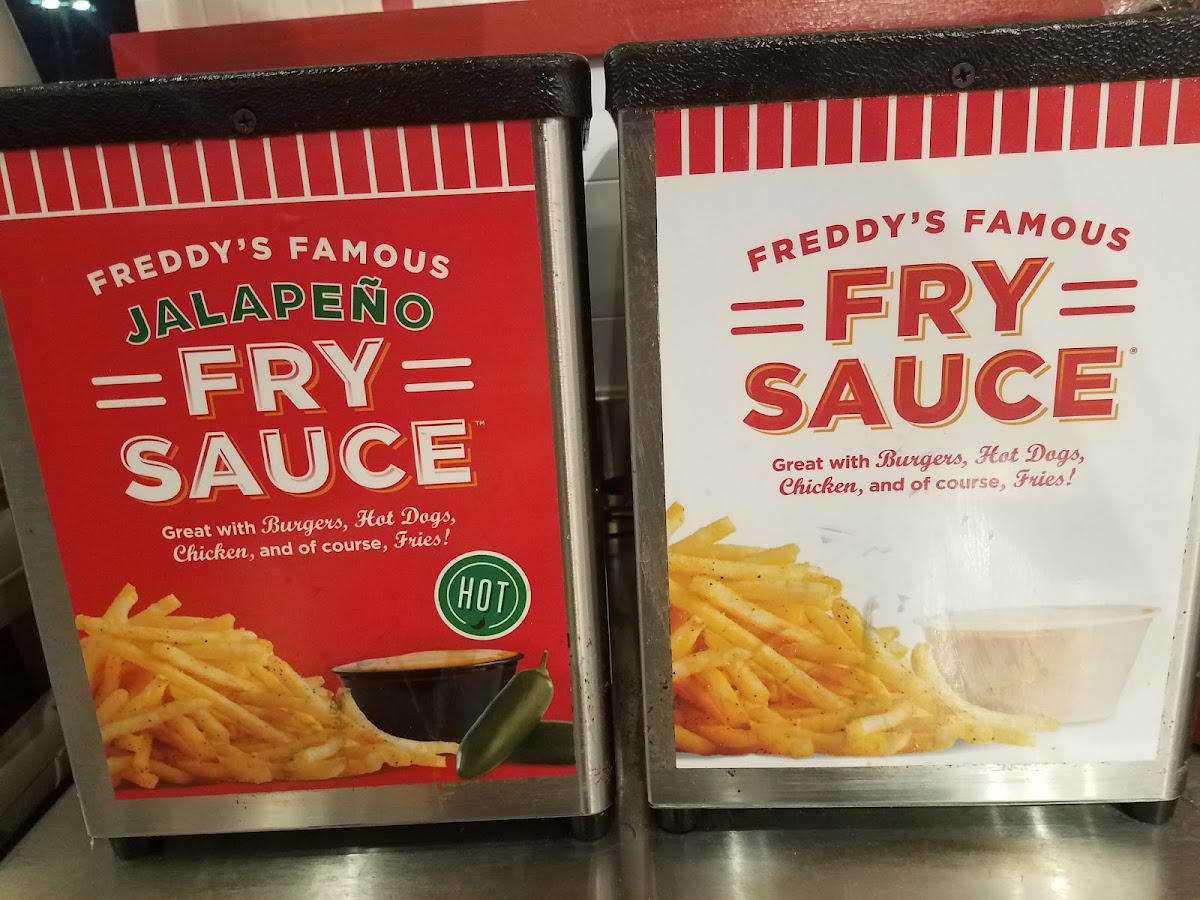 FREDDY'S FAMOUS
JALAPEÑO
FRY
SAUCE™
Great with Burgers, Hot Dogs,
Chicken, and of course, Fries!
HOT
FREDDY'S FAMOUS
FRY
SAUCE®
Great with Burgers, Hot Dogs,
Chicken, and of course, Fries!